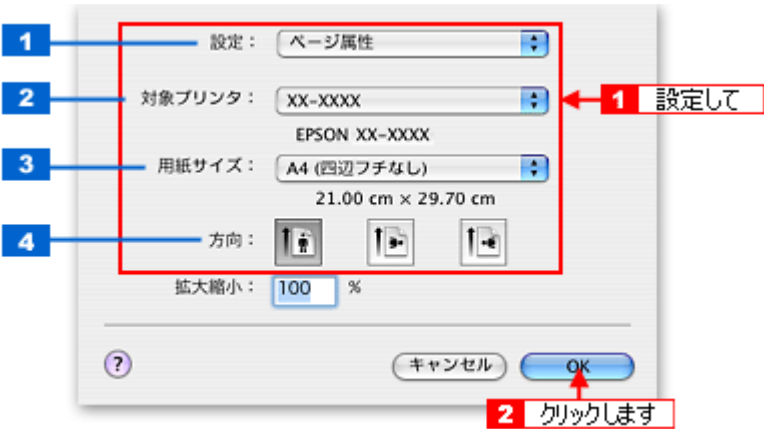 1 設定： ページ属性
2 対象プリンタ： XX-XXXX 1 設定して
EPSON XX-XXXX
3 用紙サイズ： A4 (四辺フチなし)
21.00 cm × 29.70 cm
4 方向：
拡大縮小： 100 %
? キャンセル OK
2 クリックします